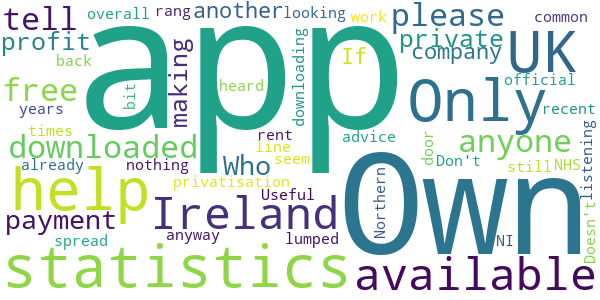 tell
overall
rang
another
looking
please
work
common
profit
back
making
app
If
private
company
UK
free
years
bit
heard
downloading
Only
official
recent
times
already
downloaded
nothing
Who
rent
line
seem
advice
door
anyone
Don't
still
NHS
listening
help
privatisation
Useful
Own
Northern
payment
Ireland
spread
anyway
lumped
NI
Doesn't
statistics
available